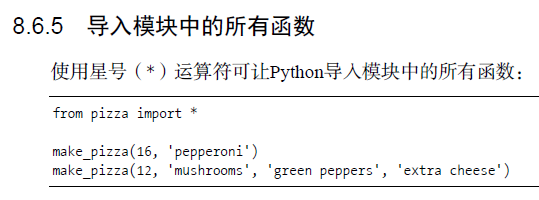 8.6.5 导入模块中的所有函数
使用星号（*）运算符可让Python导入模块中的所有函数：
from pizza import *
make_pizza(16, 'pepperoni')
make_pizza(12, 'mushrooms', 'green peppers', 'extra cheese')